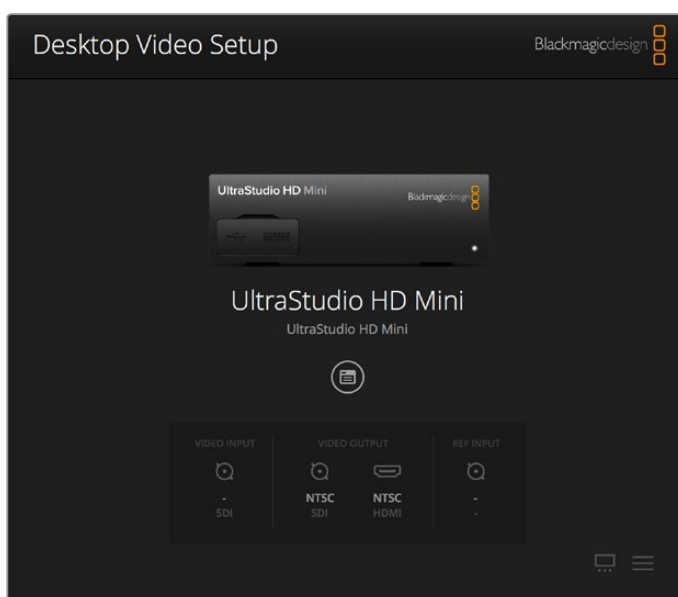 Desktop Video Setup
Blackmagicdesign
UltraStudio HD Mini
Blackmagicdesign
UltraStudio HD Mini
UltraStudio HD Mini
VIDEO INPUT
VIDEO OUTPUT
REF INPUT
-
NTSC
NTSC
-
SDI
SDI
HDMI
-